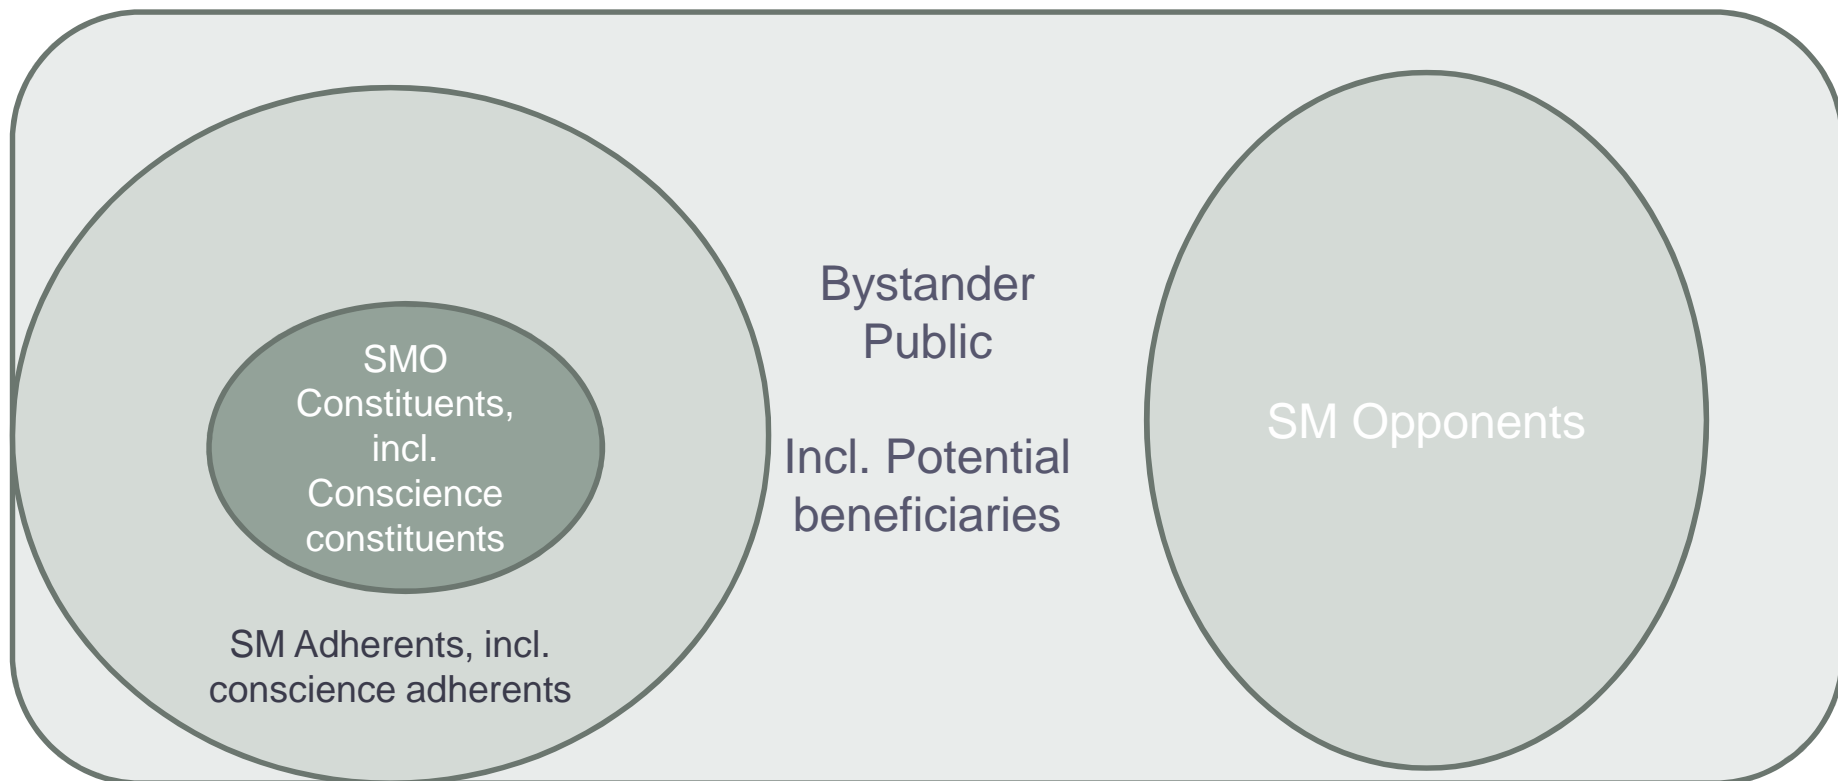 SMO
Constituents,
incl.
Conscience
constituents
SM Adherents, incl.
conscience adherents
Bystander
Public
Incl. Potential
beneficiaries
SM Opponents